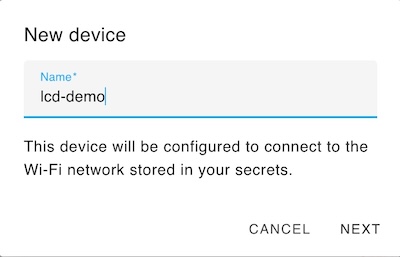 New device
Name*
lcd-demo
This device will be configured to connect to the
Wi-Fi network stored in your secrets.
CANCEL NEXT